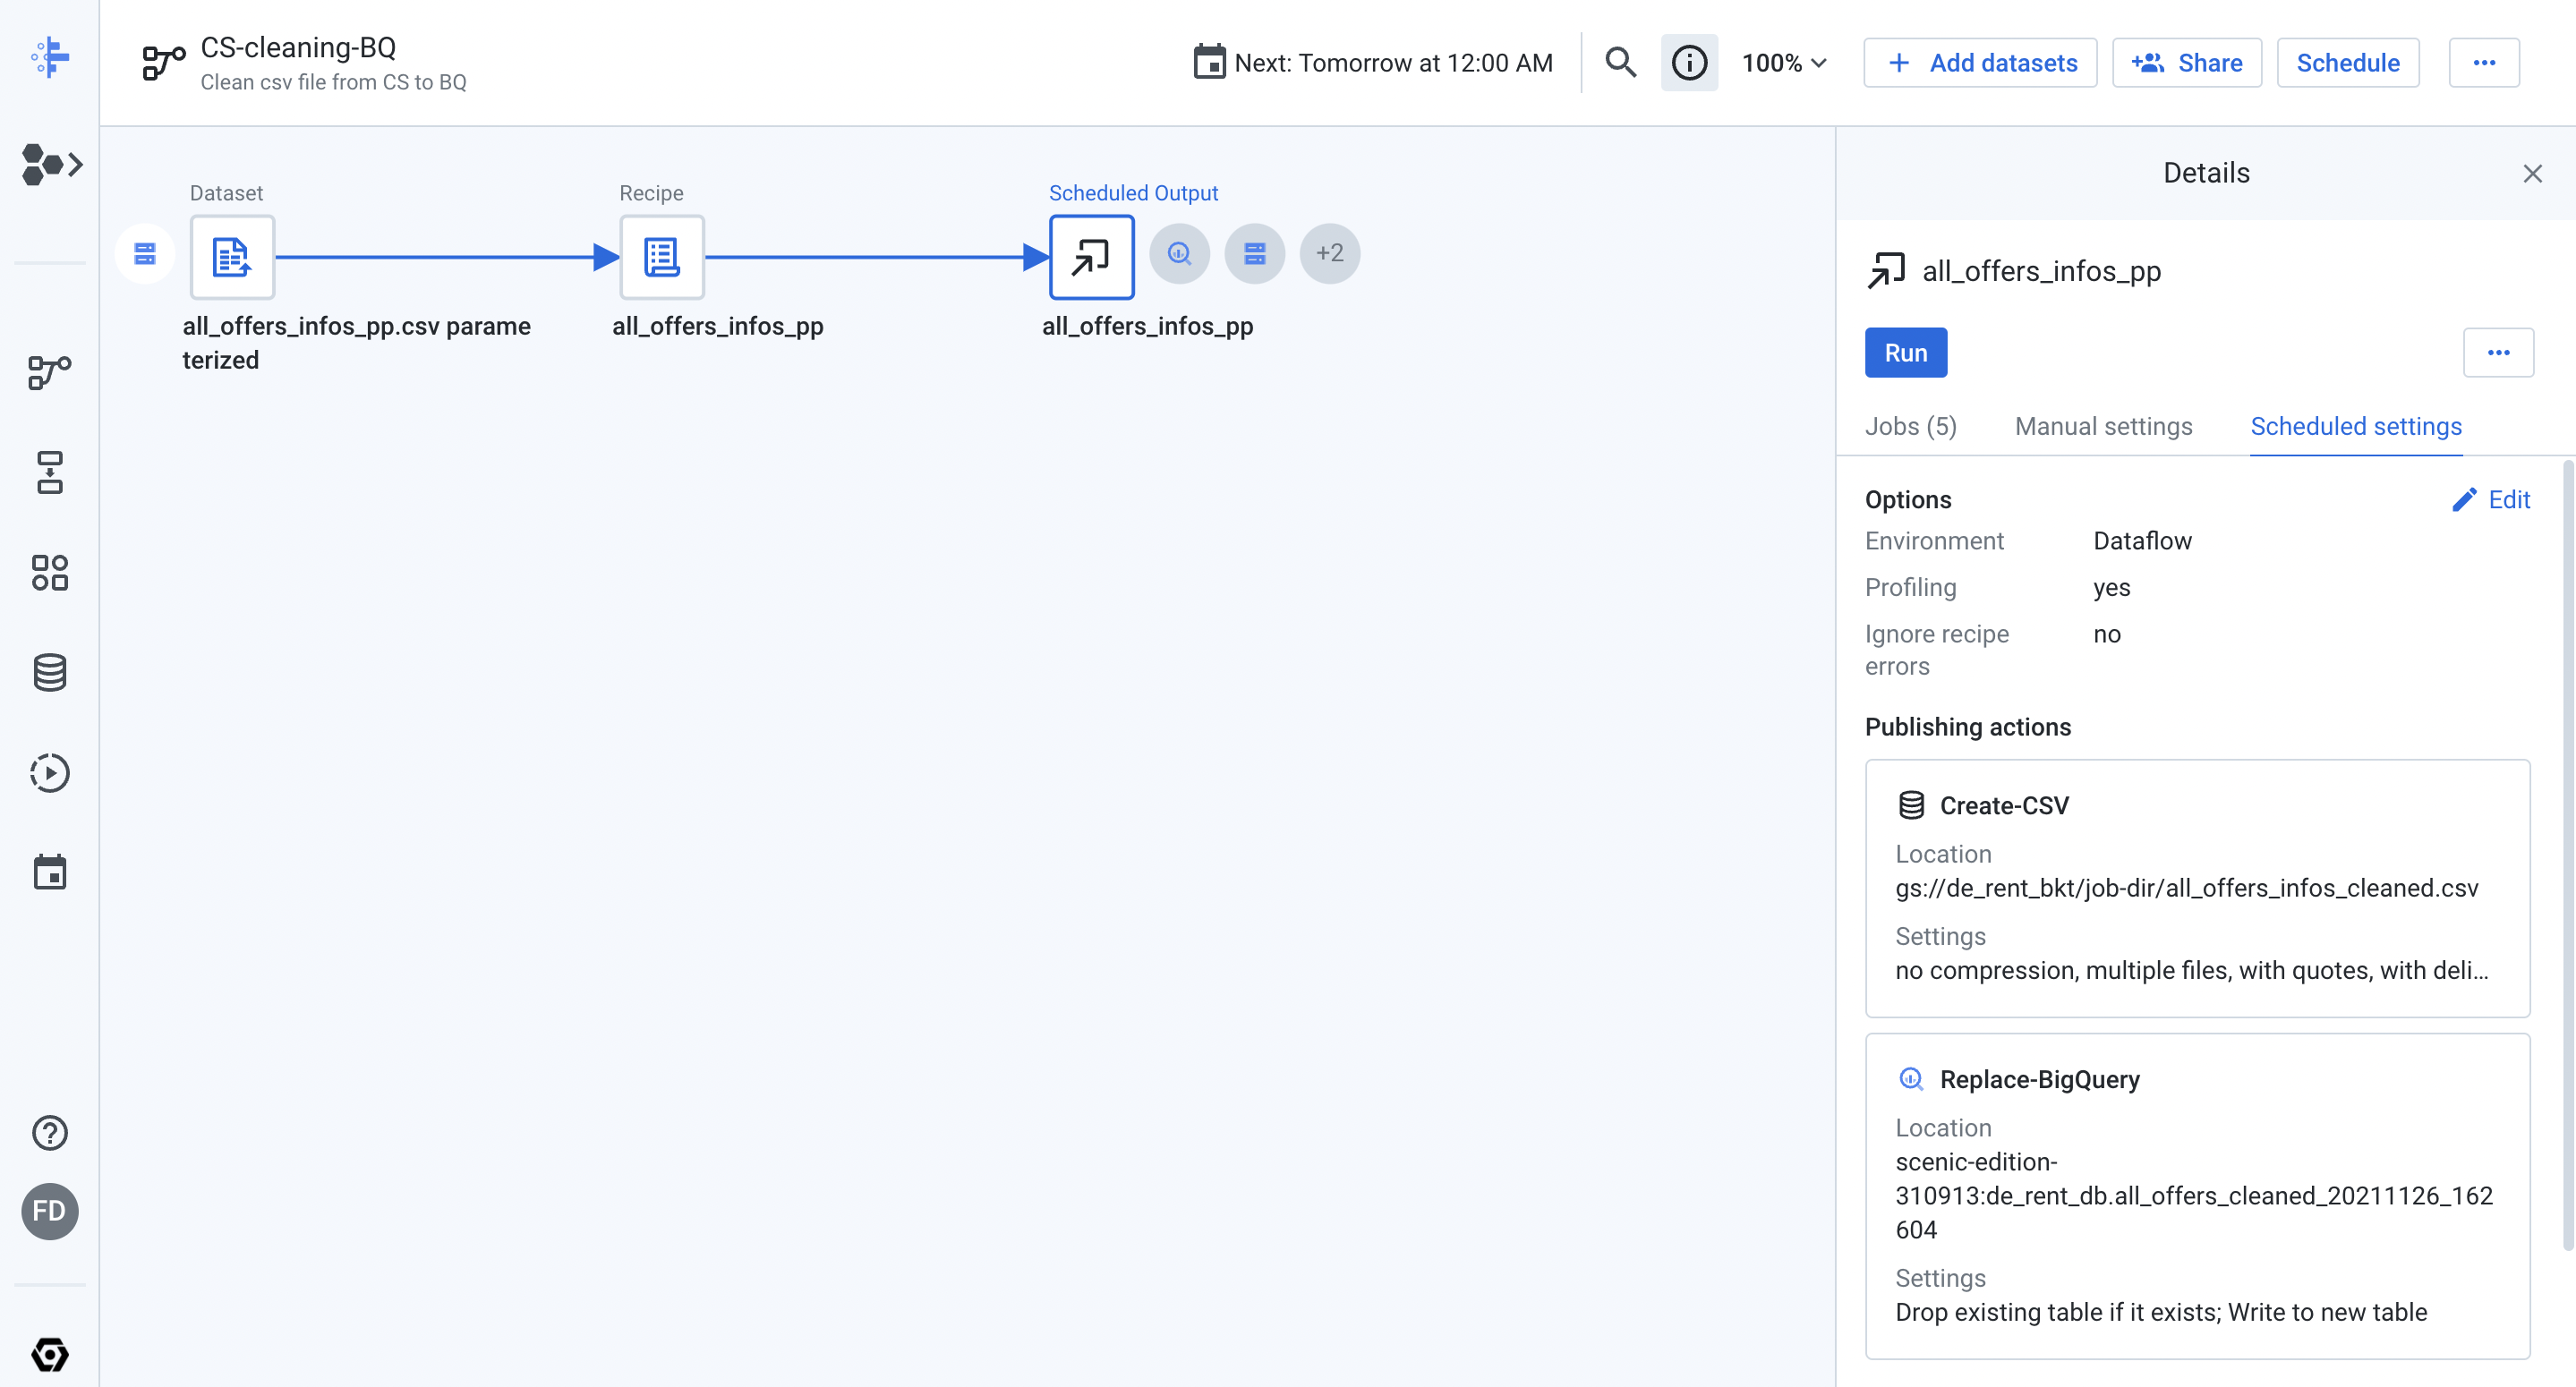 CS-cleaning-BQ
Clean csv file from CS to BQ
Next: Tomorrow at 12:00 AM
100%
Add datasets
Share
Schedule
Dataset
Recipe
Scheduled Output
+2
all_offers_infos_pp.csv parame
terized
all_offers_infos_pp
all_offers_infos_pp
FD
Details
all_offers_infos_pp
Run
Jobs (5)
Manual settings
Scheduled settings
Options
Edit
Environment Dataflow
Profiling yes
Ignore recipe no
errors
Publishing actions
Create-CSV
Location
gs://de_rent_bkt/job-dir/all_offers_infos_cleaned.csv
Settings
no compression, multiple files, with quotes, with deli...
Replace-BigQuery
Location
scenic-edition-
310913:de_rent_db.all_offers_cleaned_20211126_162
604
Settings
Drop existing table if it exists; Write to new table